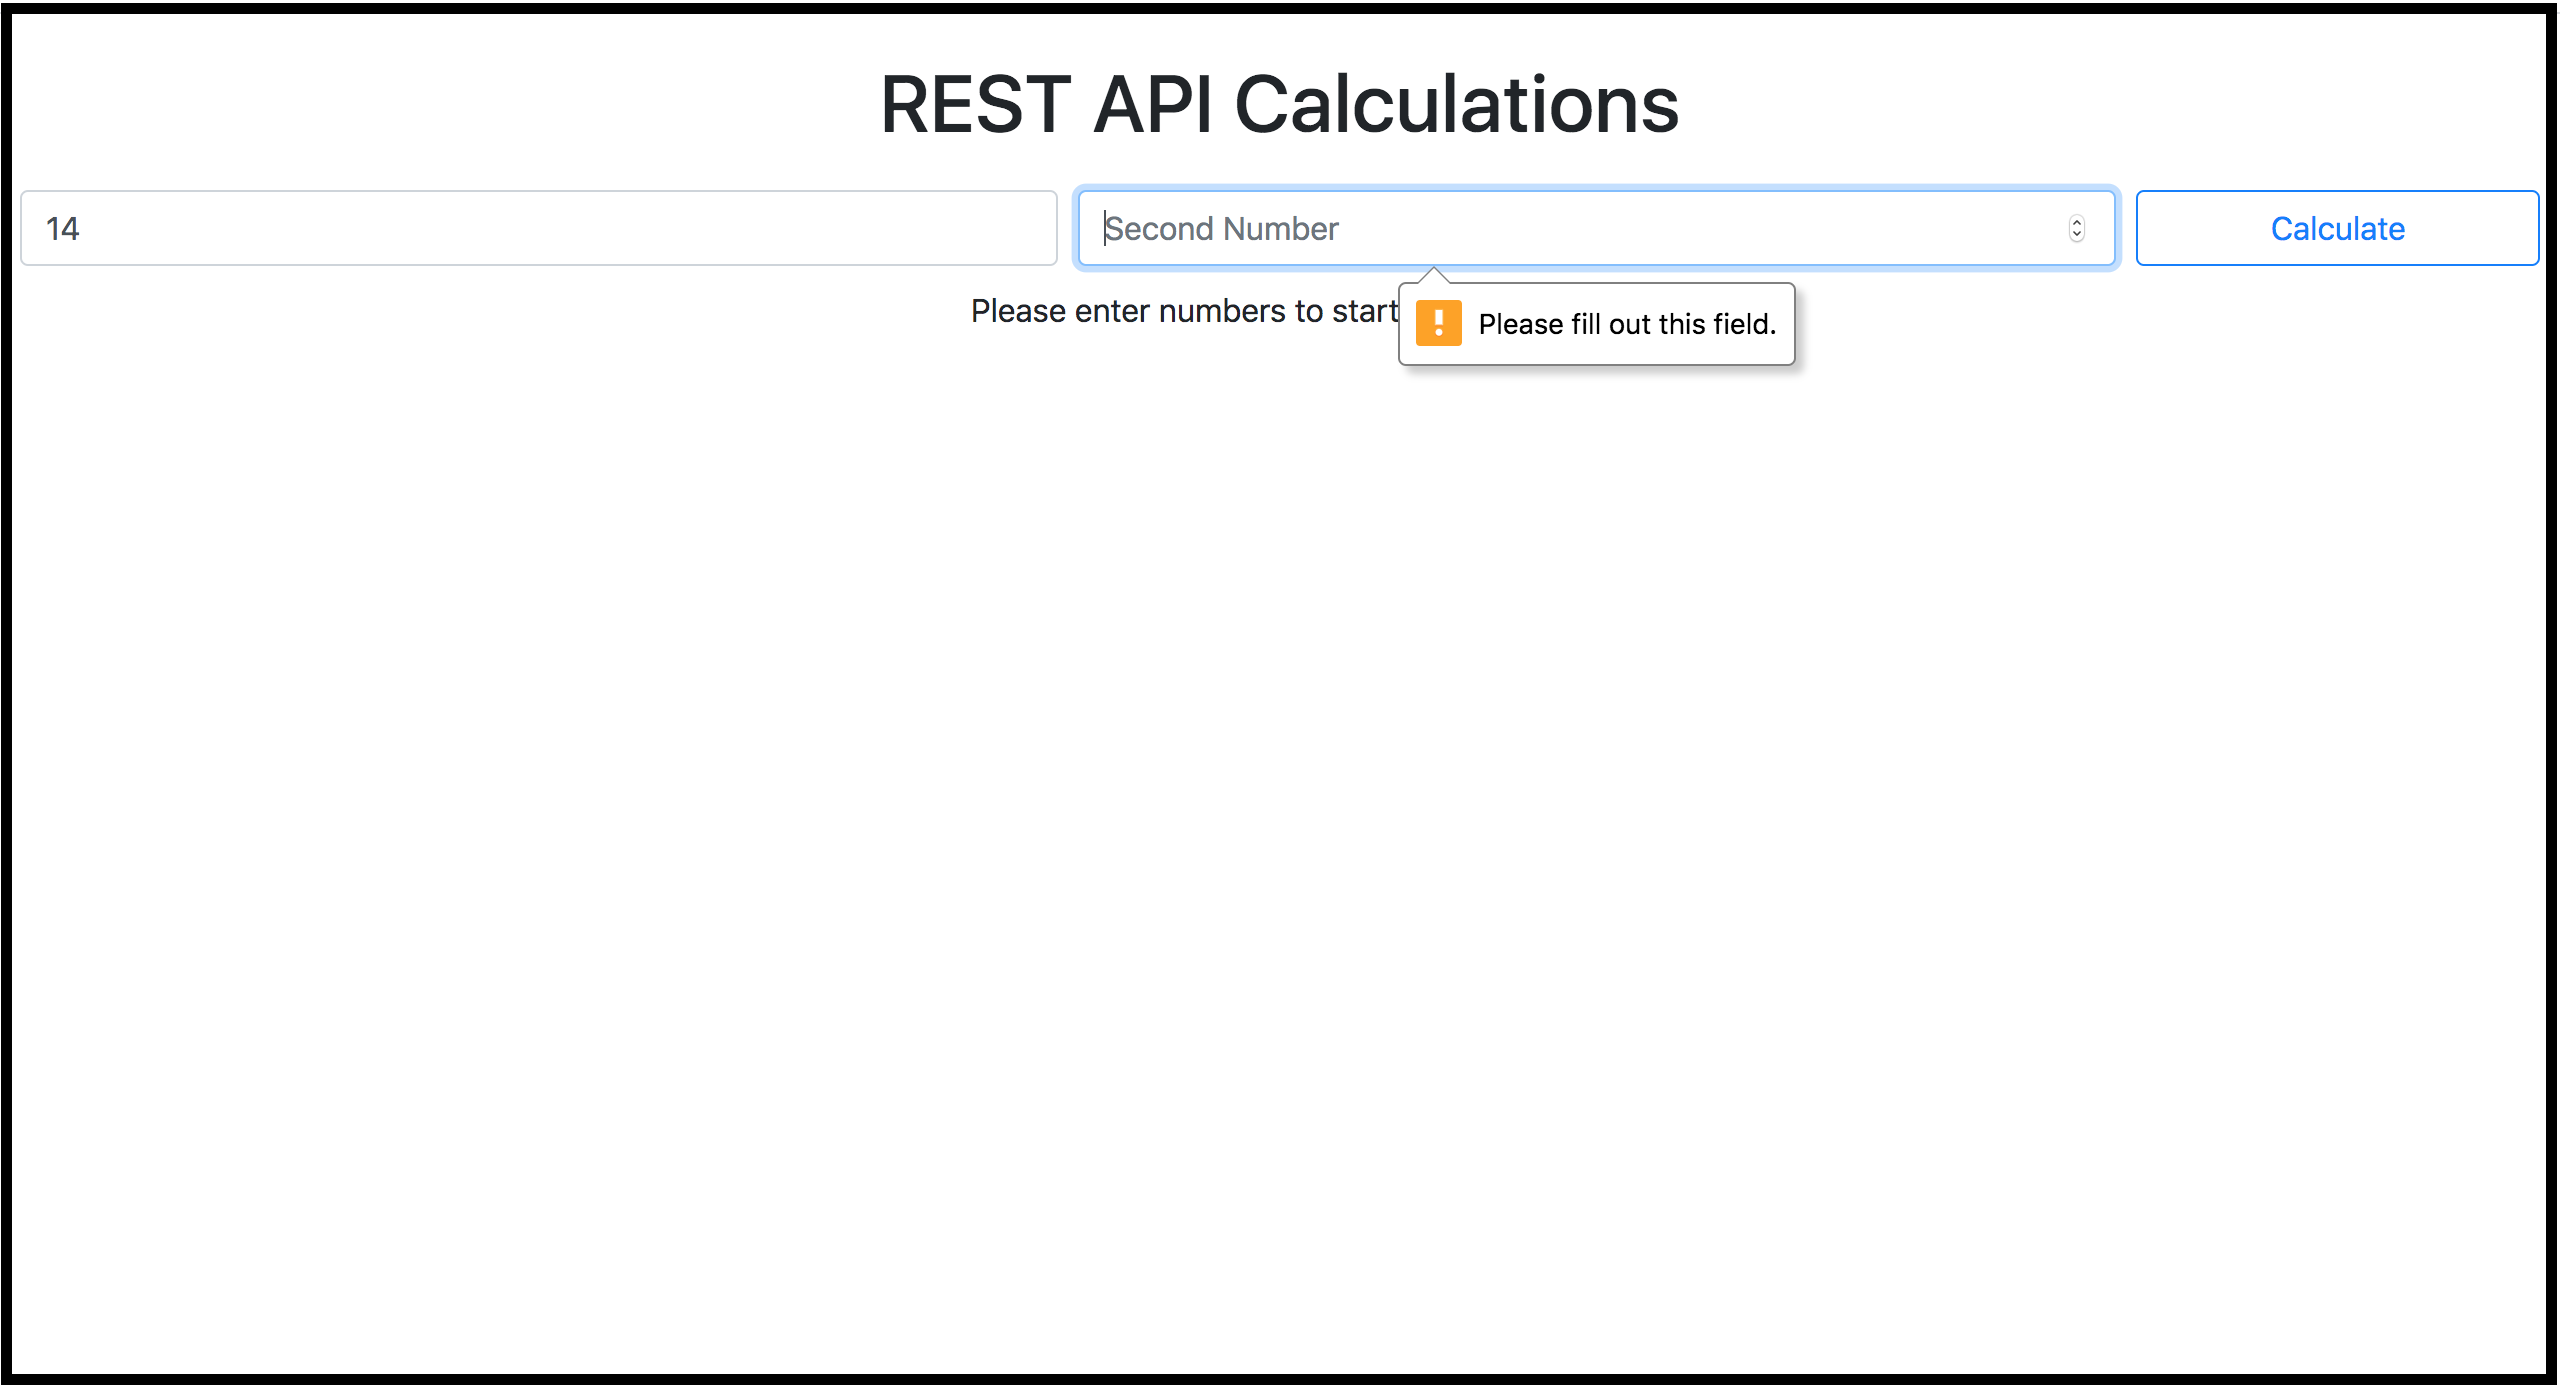 REST API Calculations
14
Second Number
Calculate
Please enter numbers to start
Please fill out this field.